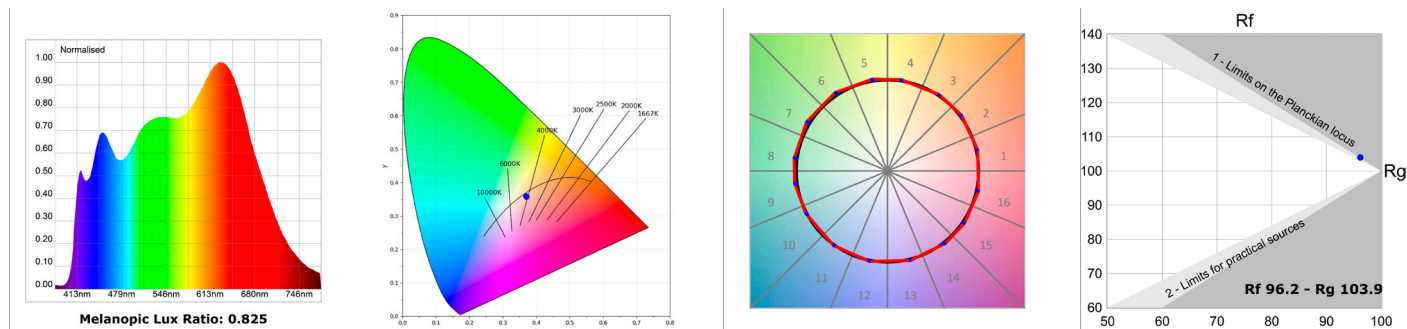 Normalised
1.00
0.90
0.80
0.70
0.60
0.50
0.40
0.30
0.20
0.10
0.00
413nm 479nm 546nm 613nm 680nm 746nm
Melanopic Lux Ratio: 0.825
0.9
0.8
0.7
0.6
0.5
0.4
0.3
0.2
0.1
0.0
y
0.0 0.1 0.2 0.3 0.4 0.5 0.6 0.7 0.8
10000K
6000K
4000K
3000K
2500K
2000K
1667K
1
2
3
4
5
6
7
8
9
10
11
12
13
14
15
16
Rf
140
130
120
110
100
90
80
70
60
1 - Limits on the Planckian locus
Rg
2 - Limits for practical sources
Rf 96.2 - Rg 103.9
50 60 70 80 90 100